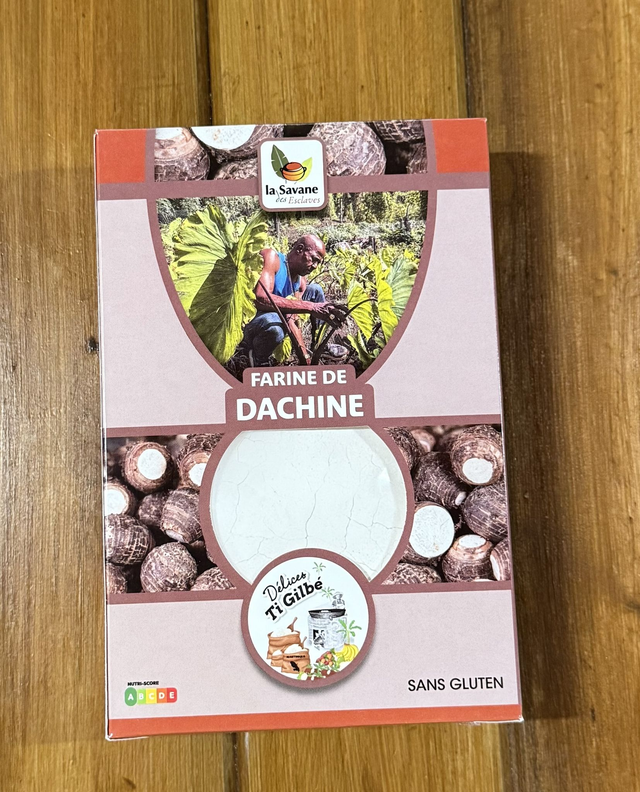 la Savane
des Esclaves
FARINE DE
DACHINE
Délices
Ti Gilbé
NUTRI-SCORE
A B C D E
SANS GLUTEN